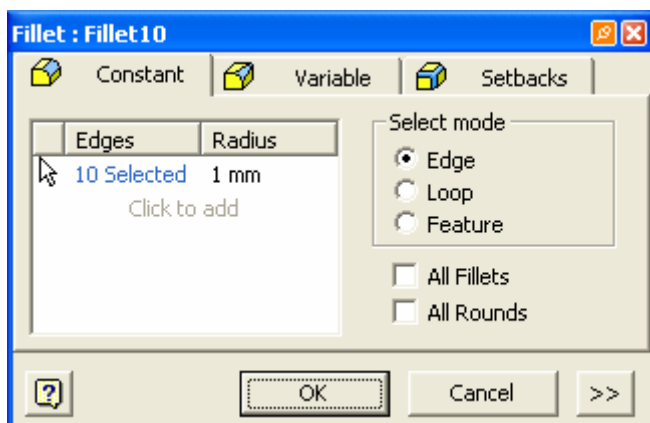 Fillet : Fillet10
Constant Variable Setbacks
Edges Radius
10 Selected 1 mm
Click to add
Select mode
Edge
Loop
Feature
All Fillets
All Rounds
? OK Cancel >>